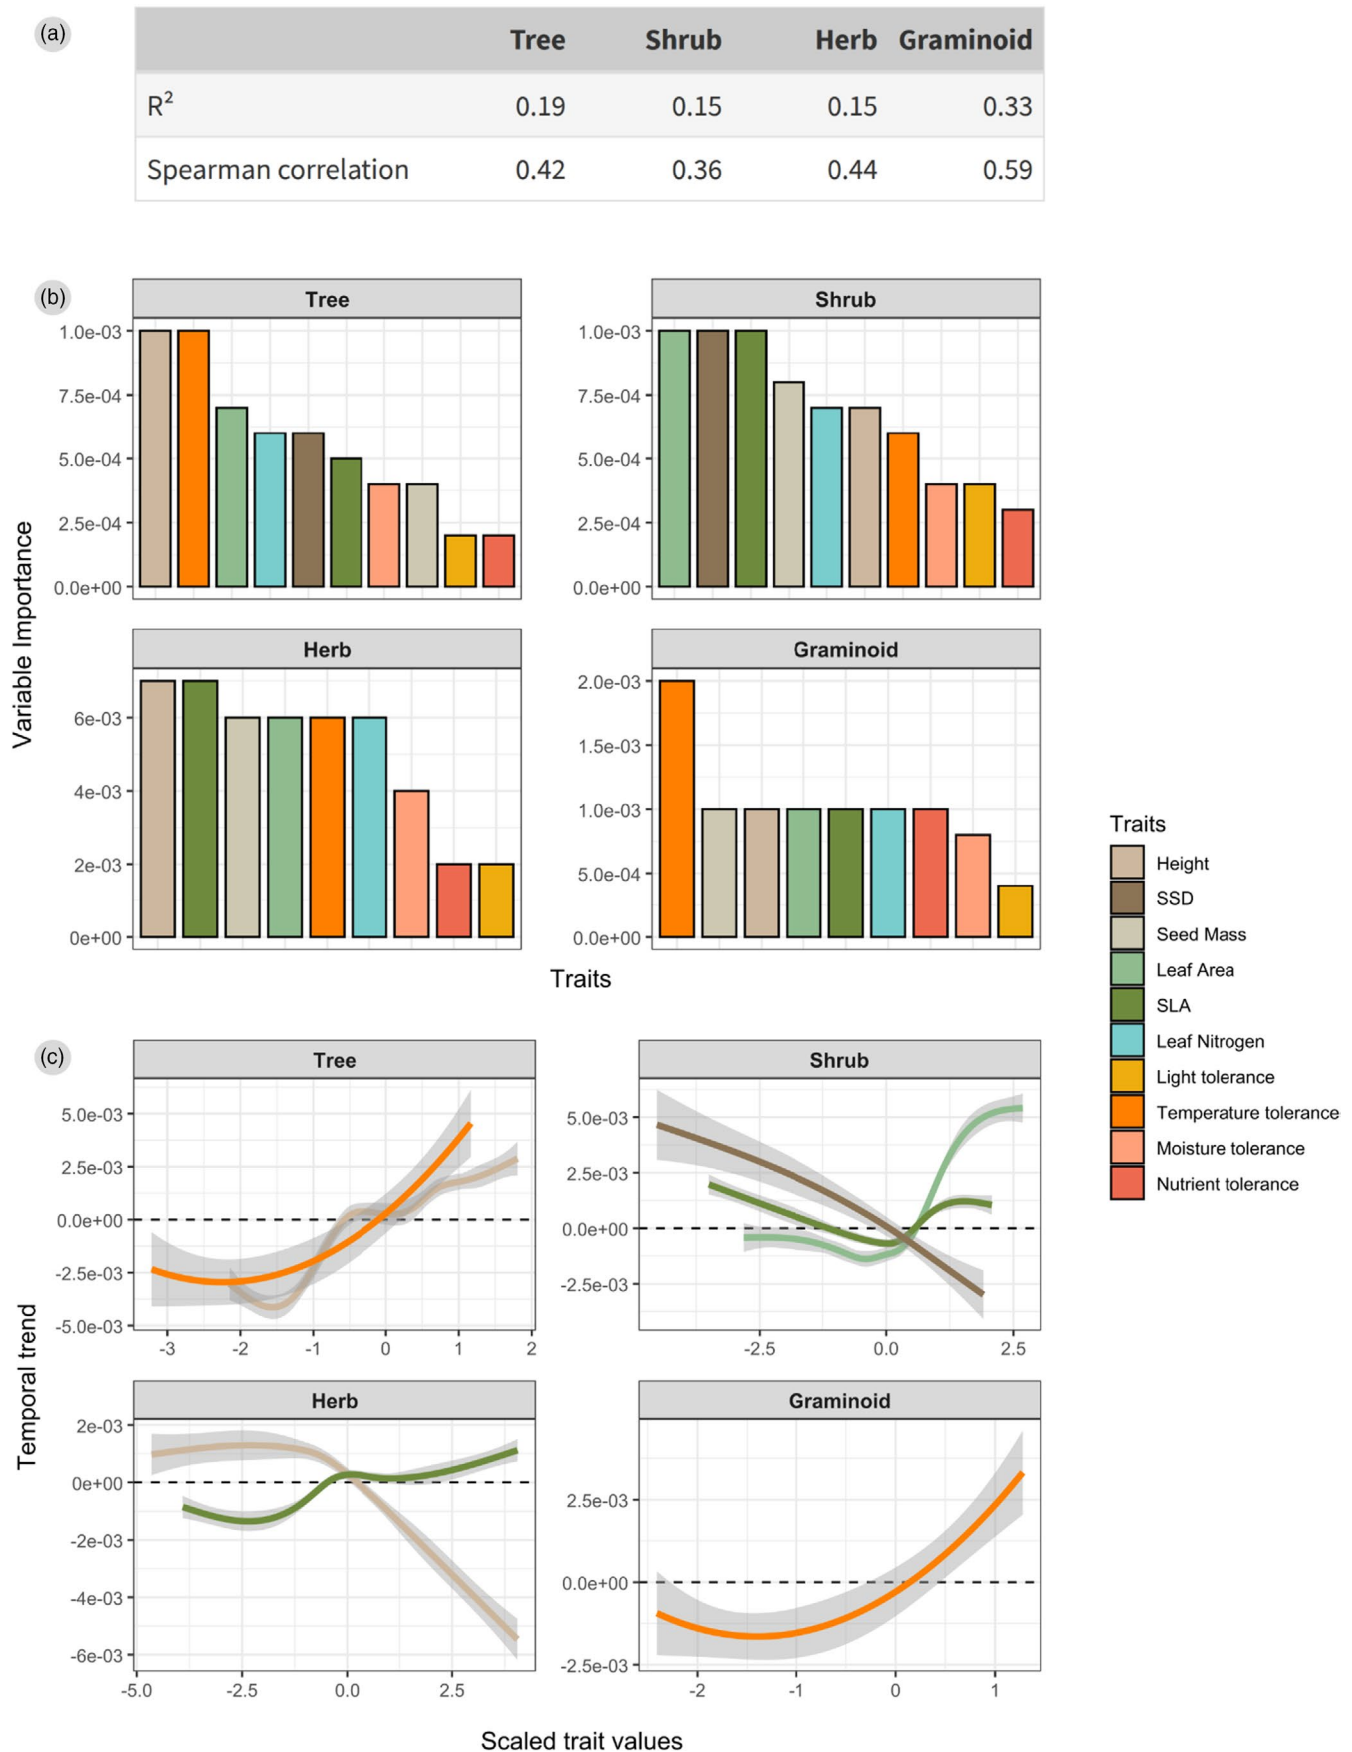 (a)
Tree Shrub Herb Graminoid
R² 0.19 0.15 0.15 0.33
Spearman correlation 0.42 0.36 0.44 0.59
(b)
Variable Importance
Tree
1.0e-03
7.5e-04
5.0e-04
2.5e-04
0.0e+00
Shrub
1.0e-03
7.5e-04
5.0e-04
2.5e-04
0.0e+00
Herb
6e-03
4e-03
2e-03
0e+00
Graminoid
2.0e-03
1.5e-03
1.0e-03
5.0e-04
0.0e+00
Traits
Traits
Height
SSD
Seed Mass
Leaf Area
SLA
Leaf Nitrogen
Light tolerance
Temperature tolerance
Moisture tolerance
Nutrient tolerance
(c)
Temporal trend
Tree
5.0e-03
2.5e-03
0.0e+00
-2.5e-03
-5.0e-03
-3 -2 -1 0 1 2
Shrub
5.0e-03
2.5e-03
0.0e+00
-2.5e-03
-2.5 0.0 2.5
Herb
2e-03
0e+00
-2e-03
-4e-03
-6e-03
-5.0 -2.5 0.0 2.5
Graminoid
2.5e-03
0.0e+00
-2.5e-03
-2 -1 0 1
Scaled trait values